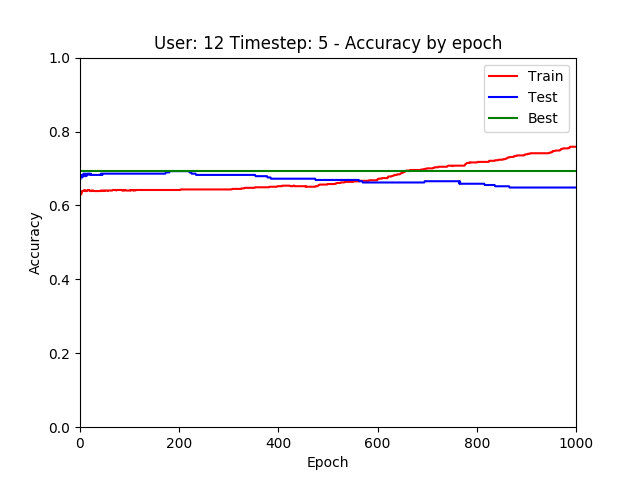 User: 12 Timestep: 5 - Accuracy by epoch
1.0
0.8
0.6
0.4
0.2
0.0
Accuracy
Train
Test
Best
0 200 400 600 800 1000
Epoch